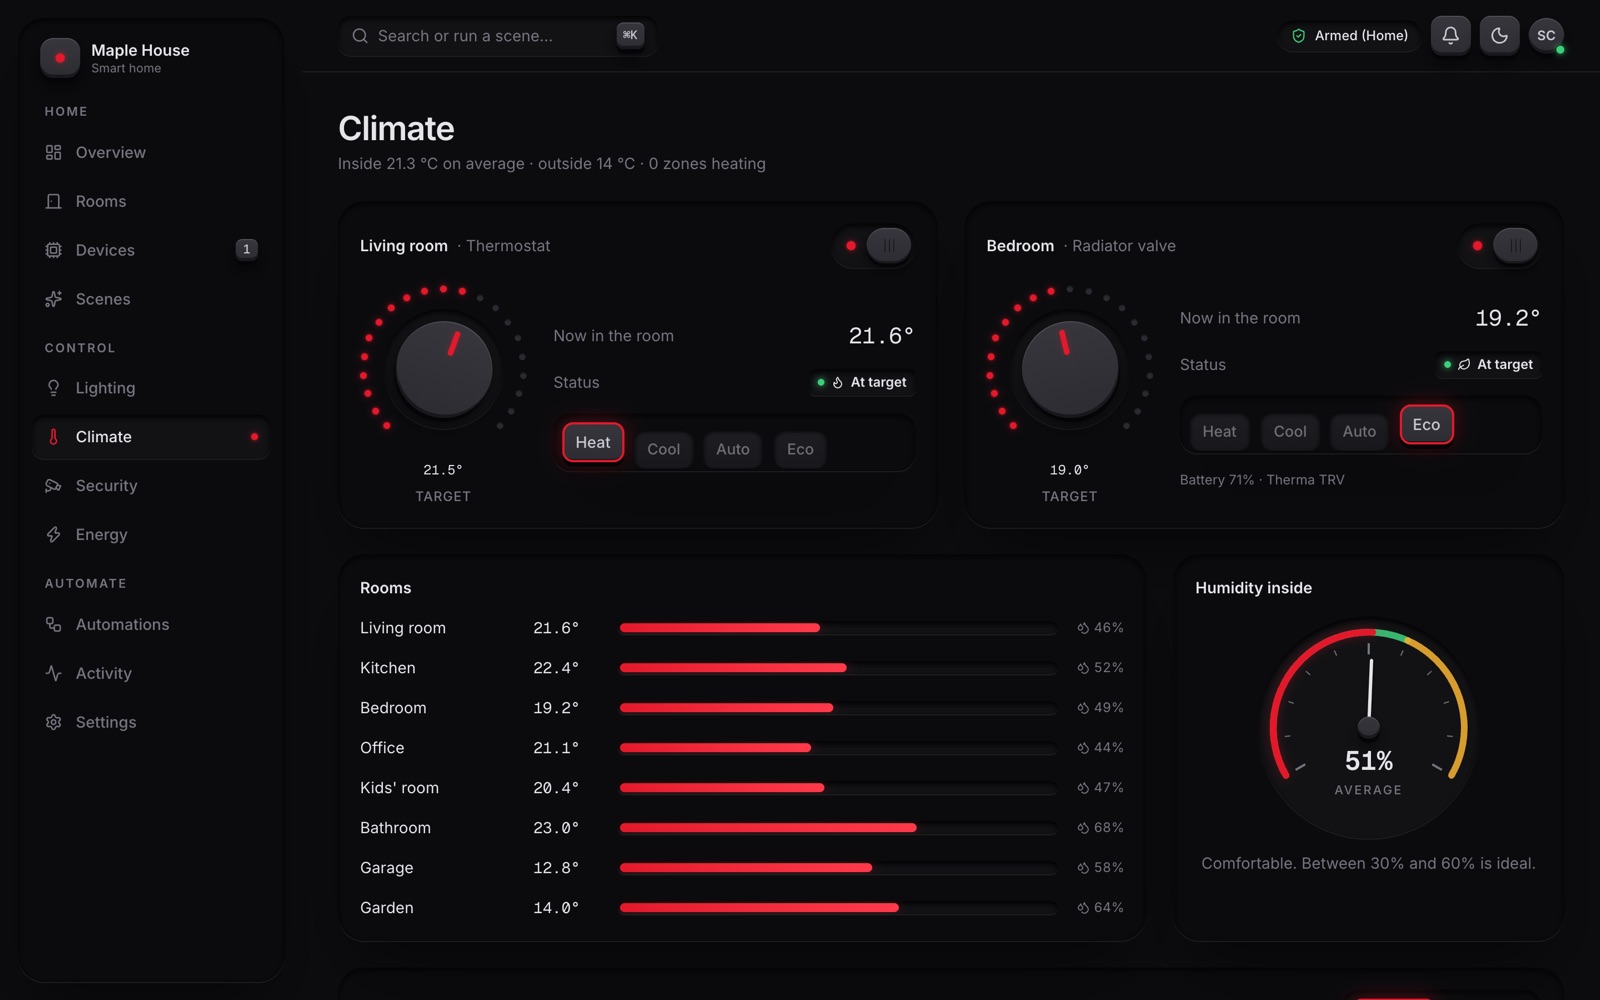 Maple House
Smart home
HOME
Overview
Rooms
Devices 1
Scenes
CONTROL
Lighting
Climate
Security
Energy
AUTOMATE
Automations
Activity
Settings
Search or run a scene... ⌘K
Armed (Home)
SC
Climate
Inside 21.3 °C on average · outside 14 °C · 0 zones heating
Living room · Thermostat
Now in the room 21.6°
Status At target
Heat Cool Auto Eco
21.5°
TARGET
Bedroom · Radiator valve
Now in the room 19.2°
Status At target
Heat Cool Auto Eco
Battery 71% · Therma TRV
19.0°
TARGET
Rooms
Living room 21.6° 46%
Kitchen 22.4° 52%
Bedroom 19.2° 49%
Office 21.1° 44%
Kids' room 20.4° 47%
Bathroom 23.0° 68%
Garage 12.8° 58%
Garden 14.0° 64%
Humidity inside
51%
AVERAGE
Comfortable. Between 30% and 60% is ideal.